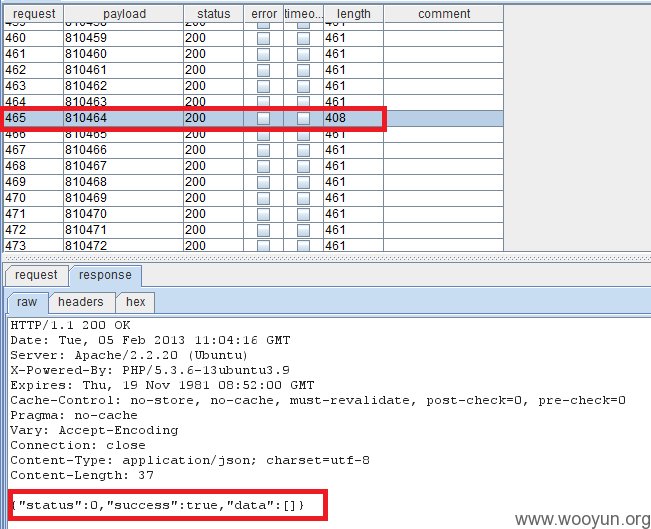 request payload status error timeo... length comment
460 810459 200 461
461 810460 200 461
462 810461 200 461
463 810462 200 461
464 810463 200 461
465 810464 200 408
466 810465 200 461
467 810466 200 461
468 810467 200 461
469 810468 200 461
470 810469 200 461
471 810470 200 461
472 810471 200 461
473 810472 200 461
request response
raw headers hex
HTTP/1.1 200 OK
Date: Tue, 05 Feb 2013 11:04:16 GMT
Server: Apache/2.2.20 (Ubuntu)
X-Powered-By: PHP/5.3.6-13ubuntu3.9
Expires: Thu, 19 Nov 1981 08:52:00 GMT
Cache-Control: no-store, no-cache, must-revalidate, post-check=0, pre-check=0
Pragma: no-cache
Vary: Accept-Encoding
Connection: close
Content-Type: application/json; charset=utf-8
Content-Length: 37
{"status":0,"success":true,"data":[]}
www.wooyun.org